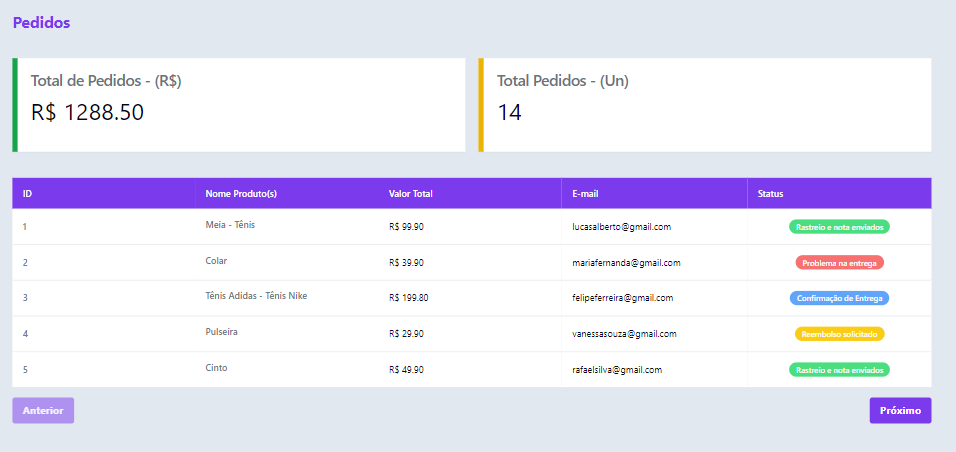 Pedidos
Total de Pedidos - (R$) Total Pedidos - (Un)
R$ 1288.50 14
ID Nome Produto(s) Valor Total E-mail Status
1 Meia - Tênis R$ 99.90 lucasalberto@gmail.com Rastreio e nota enviados
2 Colar R$ 39.90 mariafernanda@gmail.com Problema na entrega
3 Tênis Adidas - Tênis Nike R$ 199.80 felipeferreira@gmail.com Confirmação de Entrega
4 Pulseira R$ 29.90 vanessasouza@gmail.com Reembolso solicitado
5 Cinto R$ 49.90 rafaelsilva@gmail.com Rastreio e nota enviados
Anterior Próximo